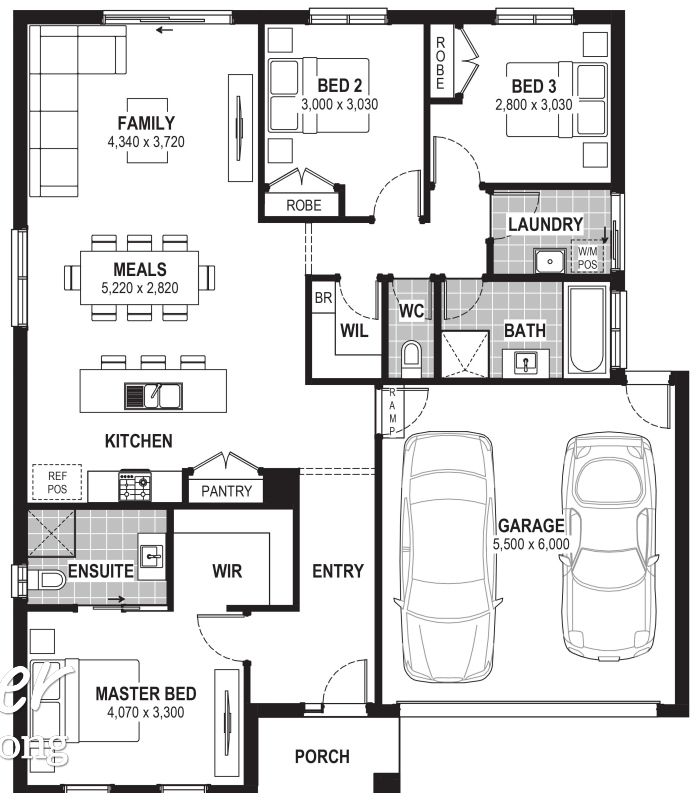 FAMILY
4,340 x 3,720
BED 2
3,000 x 3,030
ROBE
ROBE
BED 3
2,800 x 3,030
LAUNDRY
W/M
POS
MEALS
5,220 x 2,820
BR
WIL
WC
BATH
RAMP
KITCHEN
REF
POS
PANTRY
GARAGE
5,500 x 6,000
ENSUITE
WIR
ENTRY
MASTER BED
4,070 x 3,300
PORCH